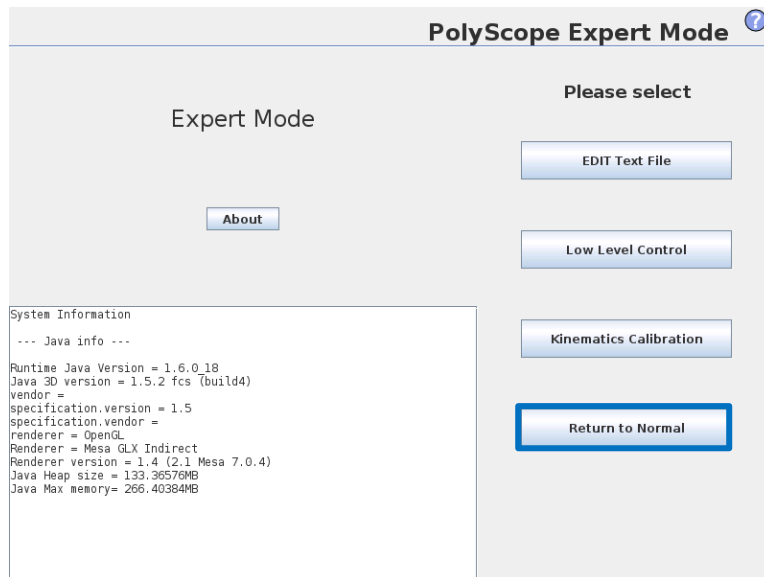 PolyScope Expert Mode
?
Please select
Expert Mode
EDIT Text File
About
Low Level Control
System Information
--- Java info ---
Runtime Java Version = 1.6.0_18
Java 3D version = 1.5.2 fcs (build4)
vendor =
specification.version = 1.5
specification.vendor =
renderer = OpenGL
Renderer = Mesa GLX Indirect
Renderer version = 1.4 (2.1 Mesa 7.0.4)
Java Heap size = 133.36576MB
Java Max memory= 266.40384MB
Kinematics Calibration
Return to Normal